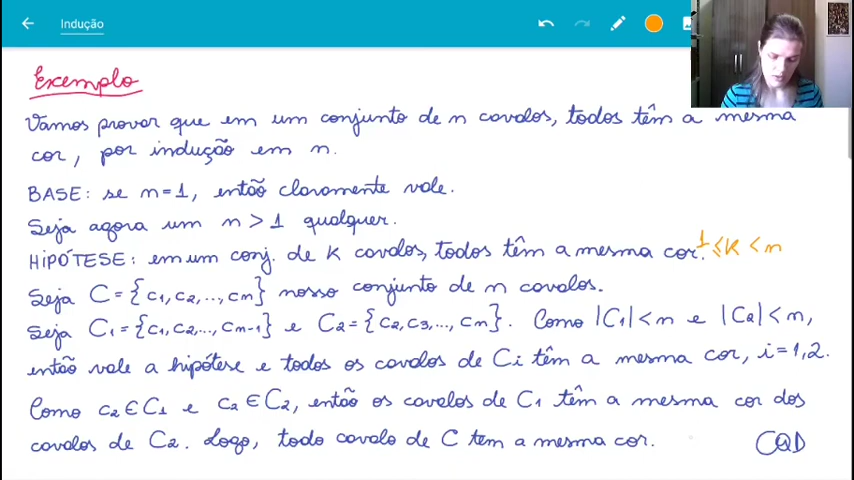 Indução
Exemplo
Vamos provar que em um conjunto de n cavalos, todos têm a mesma
cor, por indução em n.
BASE: se n=1, então claramente vale.
Seja agora um n > 1 qualquer.
HIPÓTESE: em um conj. de K cavalos, todos têm a mesma cor. 1 ≤ K < n
Seja C = {c1, c2, ..., cn} nosso conjunto de n cavalos.
Seja C1 = {c1, c2, ..., cn-1} e C2 = {c2, c3, ..., cn}. Como |C1| < n e |C2| < n,
então vale a hipótese e todos os cavalos de Ci têm a mesma cor, i = 1,2.
Como c2 ∈ C1 e c2 ∈ C2, então os cavalos de C1 têm a mesma cor dos
cavalos de C2. Logo, todo cavalo de C tem a mesma cor. CQD